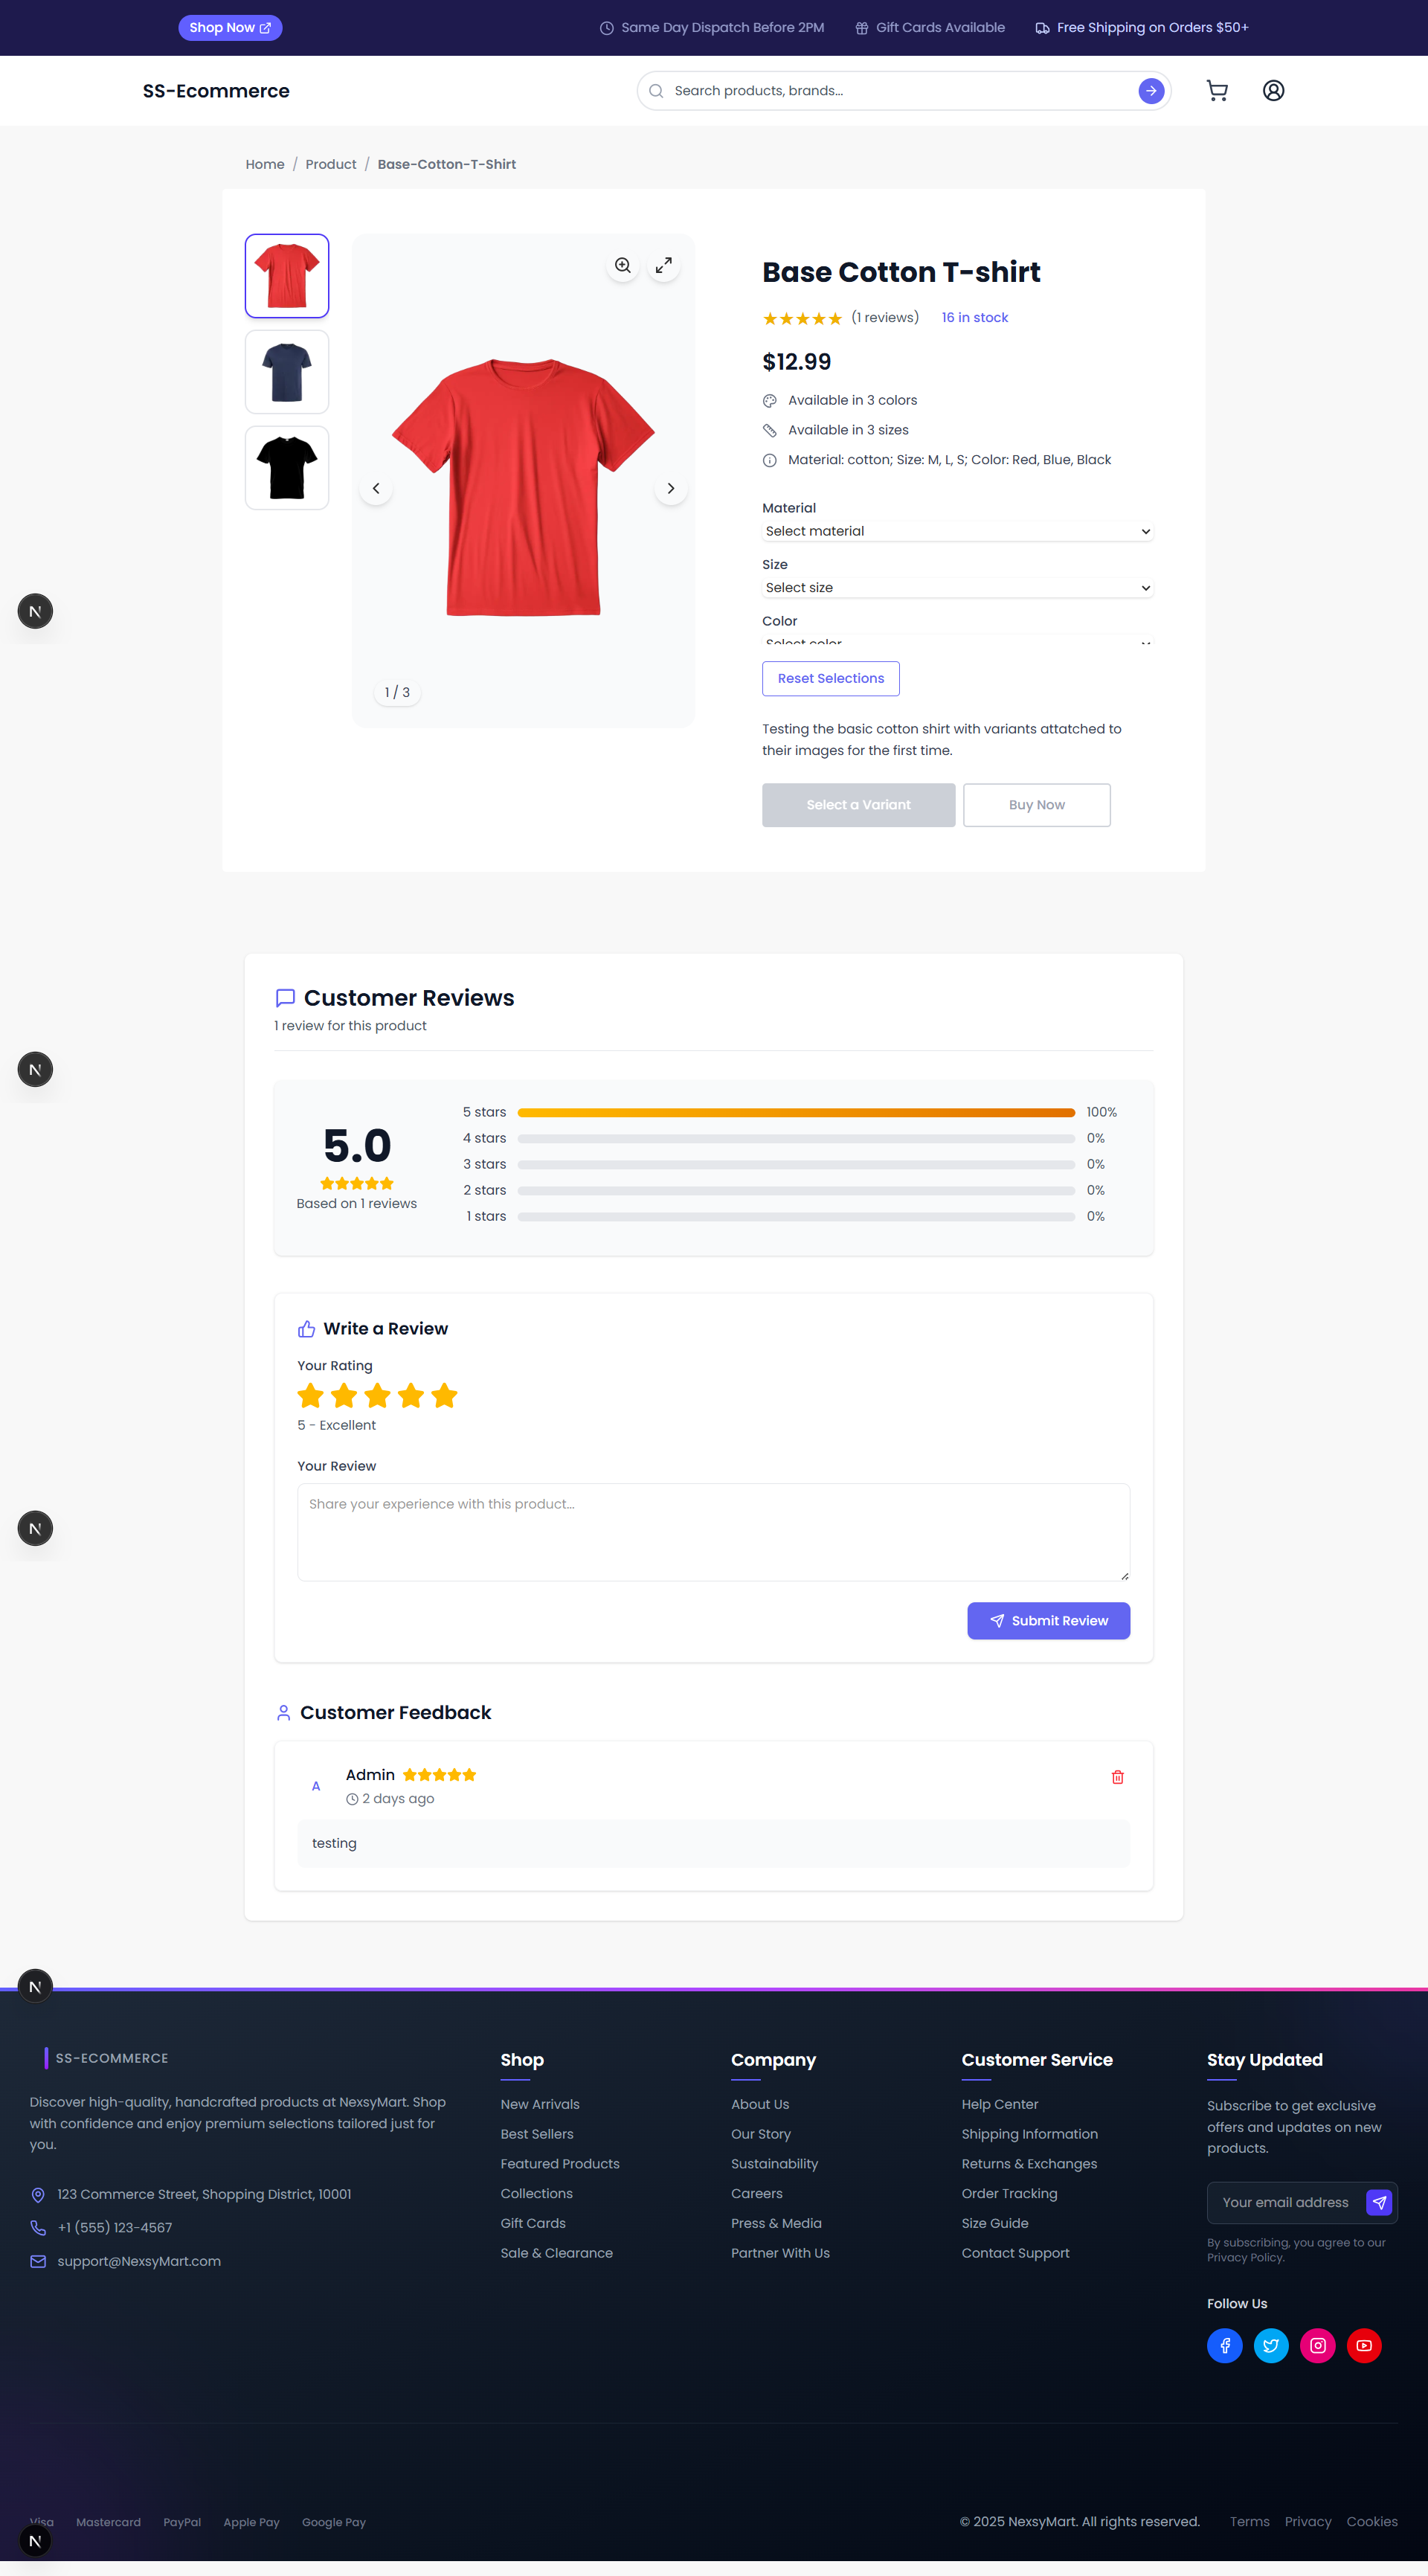 Shop Now
Same Day Dispatch Before 2PM
Gift Cards Available
Free Shipping on Orders $50+
SS-Ecommerce
Search products, brands...
Home / Product / Base-Cotton-T-Shirt
Base Cotton T-shirt
★★★★★ (1 reviews) 16 in stock
$12.99
Available in 3 colors
Available in 3 sizes
Material: cotton; Size: M, L, S; Color: Red, Blue, Black
Material
Select material
Size
Select size
Color
Select color
1 / 3
Reset Selections
Testing the basic cotton shirt with variants attatched to
their images for the first time.
Select a Variant
Buy Now
N
Customer Reviews
1 review for this product
N
5.0
Based on 1 reviews
5 stars 100%
4 stars 0%
3 stars 0%
2 stars 0%
1 stars 0%
Write a Review
Your Rating
5 - Excellent
Your Review
Share your experience with this product...
N
Submit Review
Customer Feedback
A
Admin
2 days ago
testing
N
SS-ECOMMERCE
Discover high-quality, handcrafted products at NexsyMart. Shop
with confidence and enjoy premium selections tailored just for
you.
123 Commerce Street, Shopping District, 10001
+1 (555) 123-4567
support@NexsyMart.com
Shop
New Arrivals
Best Sellers
Featured Products
Collections
Gift Cards
Sale & Clearance
Company
About Us
Our Story
Sustainability
Careers
Press & Media
Partner With Us
Customer Service
Help Center
Shipping Information
Returns & Exchanges
Order Tracking
Size Guide
Contact Support
Stay Updated
Subscribe to get exclusive
offers and updates on new
products.
Your email address
By subscribing, you agree to our
Privacy Policy.
Follow Us
Visa Mastercard PayPal Apple Pay Google Pay
© 2025 NexsyMart. All rights reserved. Terms Privacy Cookies
N